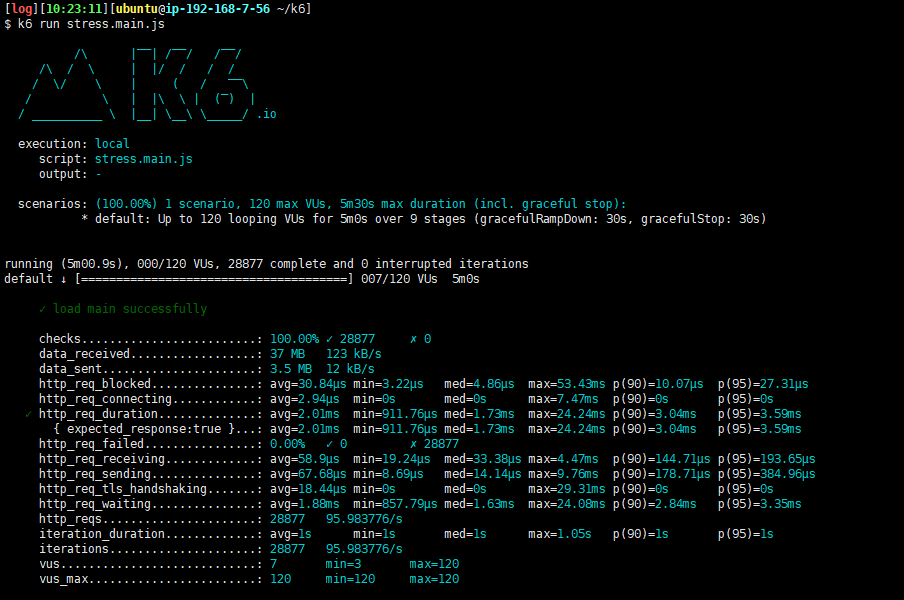 [log][10:23:11][ubuntu@ip-192-168-7-56 ~/k6]
$ k6 run stress.main.js

          /\      |‾‾| /‾‾/   /‾‾/
     /\  /  \     |  |/  /   /  /
    /  \/    \    |     (   /   ‾‾\
   /          \   |  |\  \ |  (‾)  |
  / __________ \  |__| \__\ \_____/ .io

  execution: local
     script: stress.main.js
     output: -

  scenarios: (100.00%) 1 scenario, 120 max VUs, 5m30s max duration (incl. graceful stop):
           * default: Up to 120 looping VUs for 5m0s over 9 stages (gracefulRampDown: 30s, gracefulStop: 30s)

running (5m00.9s), 000/120 VUs, 28877 complete and 0 interrupted iterations
default ↓ [======================================] 007/120 VUs  5m0s

     ✓ load main successfully

     checks.........................: 100.00% ✓ 28877     ✗ 0
     data_received..................: 37 MB   123 kB/s
     data_sent......................: 3.5 MB  12 kB/s
     http_req_blocked...............: avg=30.84µs min=3.22µs   med=4.86µs  max=53.43ms p(90)=10.07µs  p(95)=27.31µs
     http_req_connecting............: avg=2.94µs  min=0s       med=0s      max=7.47ms  p(90)=0s       p(95)=0s
   ✓ http_req_duration..............: avg=2.01ms  min=911.76µs med=1.73ms  max=24.24ms p(90)=3.04ms   p(95)=3.59ms
       { expected_response:true }...: avg=2.01ms  min=911.76µs med=1.73ms  max=24.24ms p(90)=3.04ms   p(95)=3.59ms
     http_req_failed................: 0.00%   ✓ 0         ✗ 28877
     http_req_receiving.............: avg=58.9µs  min=19.24µs  med=33.38µs max=4.47ms  p(90)=144.71µs p(95)=193.65µs
     http_req_sending...............: avg=67.68µs min=8.69µs   med=14.14µs max=9.76ms  p(90)=178.71µs p(95)=384.96µs
     http_req_tls_handshaking.......: avg=18.44µs min=0s       med=0s      max=29.31ms p(90)=0s       p(95)=0s
     http_req_waiting...............: avg=1.88ms  min=857.79µs med=1.63ms  max=24.08ms p(90)=2.84ms   p(95)=3.35ms
     http_reqs......................: 28877   95.983776/s
     iteration_duration.............: avg=1s      min=1s       med=1s      max=1.05s   p(90)=1s       p(95)=1s
     iterations.....................: 28877   95.983776/s
     vus............................: 7       min=3       max=120
     vus_max........................: 120     min=120     max=120